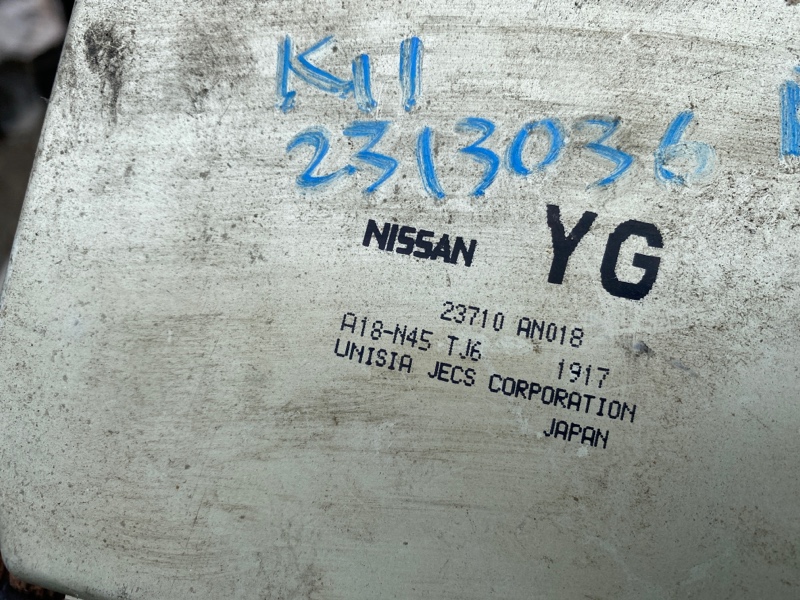 K11
2313036
NISSAN YG
23710 AN018
A18-N45 TJ6 1917
UNISIA JECS CORPORATION
JAPAN